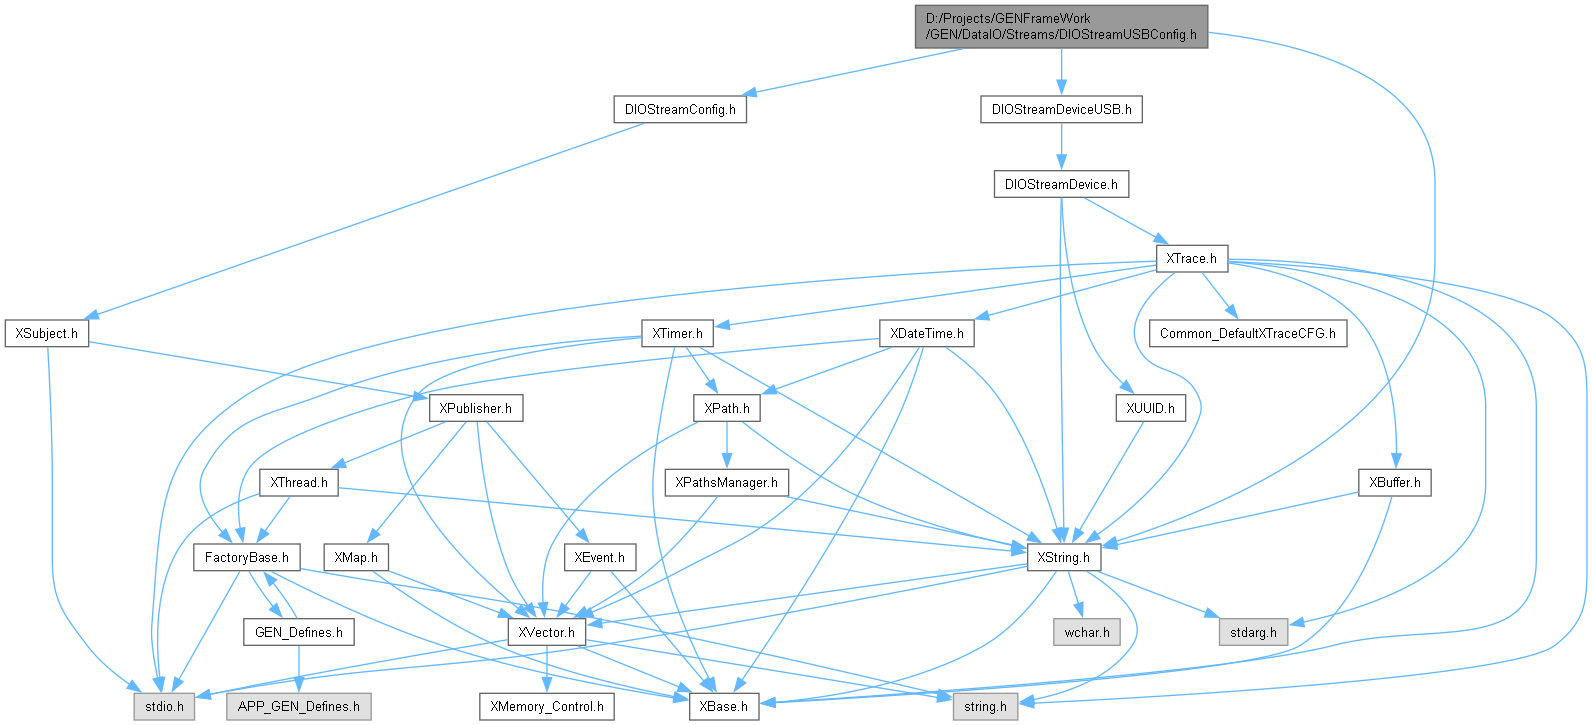 D:/Projects/GENFrameWork
/GEN/DataIO/Streams/DIOStreamUSBConfig.h
DIOStreamConfig.h
DIOStreamDeviceUSB.h
DIOStreamDevice.h
XTrace.h
XSubject.h
XTimer.h
XDateTime.h
Common_DefaultXTraceCFG.h
XPublisher.h
XPath.h
XUUID.h
XThread.h
XPathsManager.h
XBuffer.h
FactoryBase.h
XMap.h
XEvent.h
XString.h
GEN_Defines.h
XVector.h
wchar.h
stdarg.h
stdio.h
APP_GEN_Defines.h
XMemory_Control.h
XBase.h
string.h